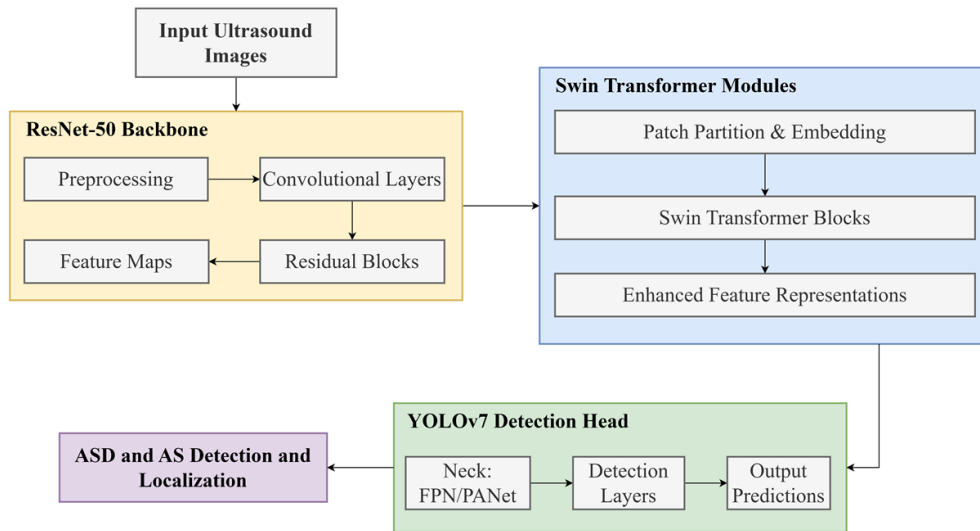 Input Ultrasound
Images
ResNet-50 Backbone
Preprocessing
Convolutional Layers
Feature Maps
Residual Blocks
Swin Transformer Modules
Patch Partition & Embedding
Swin Transformer Blocks
Enhanced Feature Representations
YOLOv7 Detection Head
Neck:
FPN/PANet
Detection
Layers
Output
Predictions
ASD and AS Detection and
Localization